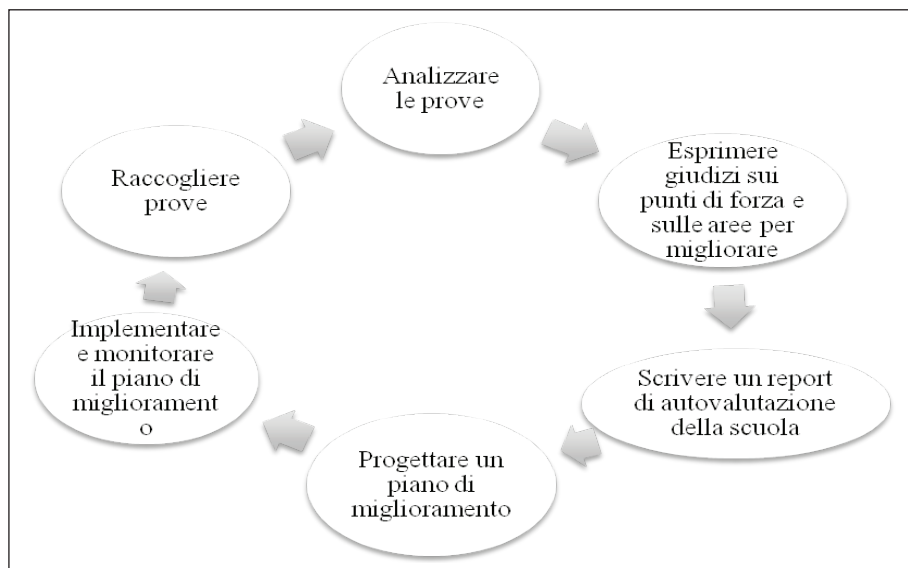 Analizzare
le prove
Esprimere
giudizi sui
punti di forza e
sulle aree per
migliorare
Scrivere un report
di autovalutazione
della scuola
Progettare un
piano di
miglioramento
Implementare
e monitorare
il piano di
migliorament
o
Raccogliere
prove